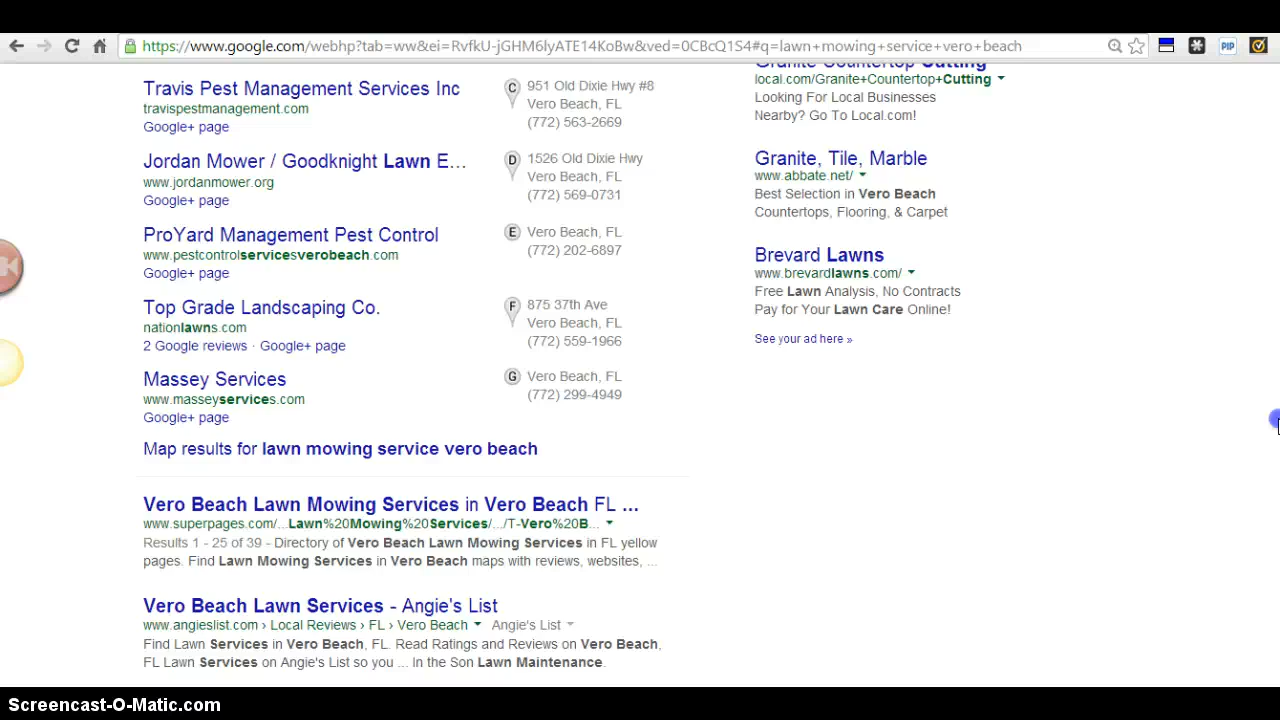 https://www.google.com/webhp?tab=ww&ei=RvfkU-jGHM6lyATE14KoBw&ved=0CBcQ1S4#q=lawn+mowing+service+vero+beach
PIP
Travis Pest Management Services Inc
travispestmanagement.com
Google+ page
C
951 Old Dixie Hwy #8
Vero Beach, FL
(772) 563-2669
Jordan Mower / Goodknight Lawn E...
www.jordanmower.org
Google+ page
D
1526 Old Dixie Hwy
Vero Beach, FL
(772) 569-0731
ProYard Management Pest Control
www.pestcontrolservicesverobeach.com
Google+ page
E
Vero Beach, FL
(772) 202-6897
Top Grade Landscaping Co.
nationlawns.com
2 Google reviews · Google+ page
F
875 37th Ave
Vero Beach, FL
(772) 559-1966
Massey Services
www.masseyservices.com
Google+ page
G
Vero Beach, FL
(772) 299-4949
Map results for lawn mowing service vero beach
Vero Beach Lawn Mowing Services in Vero Beach FL ...
www.superpages.com/...Lawn%20Mowing%20Services/.../T-Vero%20B...
Results 1 - 25 of 39 - Directory of Vero Beach Lawn Mowing Services in FL yellow
pages. Find Lawn Mowing Services in Vero Beach maps with reviews, websites, ...
Vero Beach Lawn Services - Angie's List
www.angieslist.com › Local Reviews › FL › Vero Beach Angie's List
Find Lawn Services in Vero Beach, FL. Read Ratings and Reviews on Vero Beach,
FL Lawn Services on Angie's List so you ... In the Son Lawn Maintenance.
Granite Countertop Cutting
local.com/Granite+Countertop+Cutting
Looking For Local Businesses
Nearby? Go To Local.com!
Granite, Tile, Marble
www.abbate.net/
Best Selection in Vero Beach
Countertops, Flooring, & Carpet
Brevard Lawns
www.brevardlawns.com/
Free Lawn Analysis, No Contracts
Pay for Your Lawn Care Online!
See your ad here »
Screencast-O-Matic.com